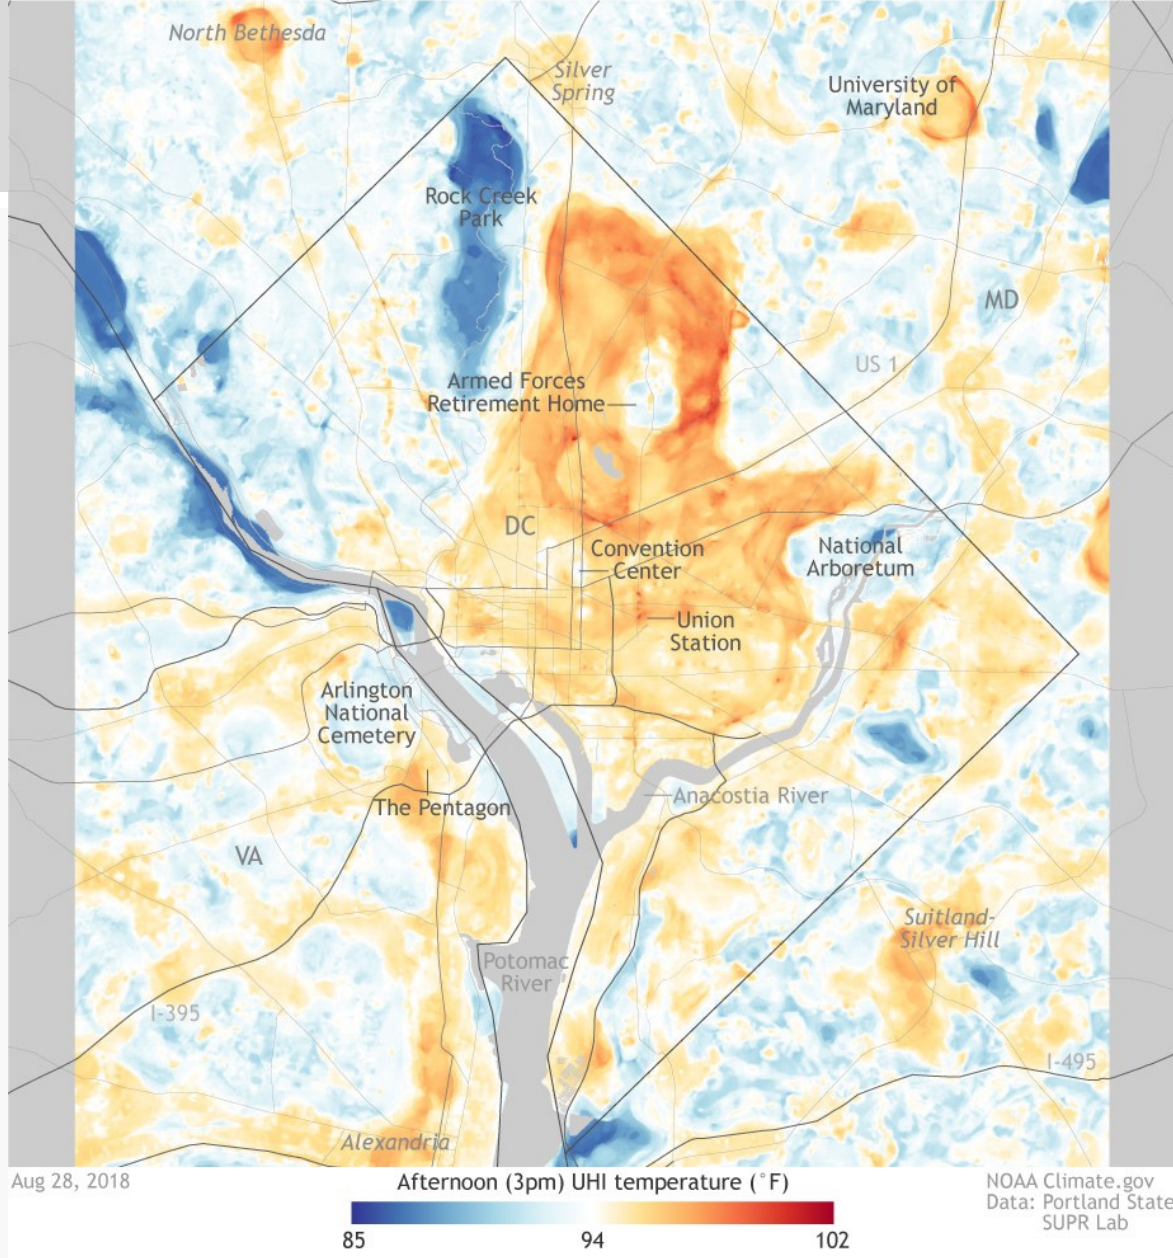 North Bethesda
Silver
Spring
University of
Maryland
Rock Creek
Park
MD
US 1
Armed Forces
Retirement Home
DC
Convention
Center
National
Arboretum
Union
Station
Arlington
National
Cemetery
The Pentagon
Anacostia River
VA
Suitland-
Silver Hill
Potomac
River
I-395
I-495
Alexandria
Aug 28, 2018
Afternoon (3pm) UHI temperature (°F)
85
94
102
NOAA Climate.gov
Data: Portland State
SUPR Lab